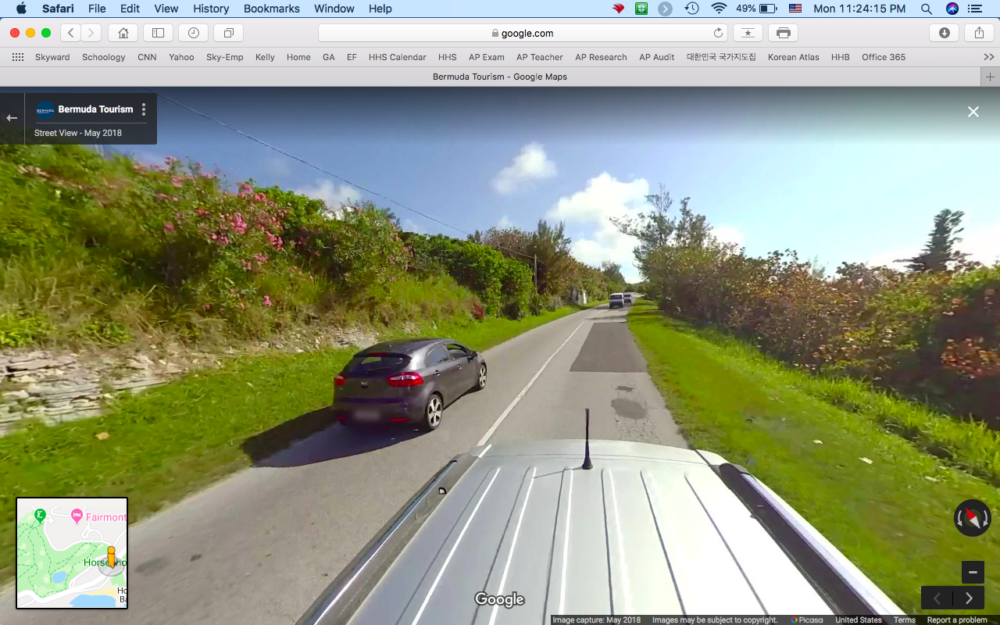 Safari File Edit View History Bookmarks Window Help 49% Mon 11:24:15 PM
google.com
Skyward Schoology CNN Yahoo Sky-Emp Kelly Home GA EF HHS Calendar HHS AP Exam AP Teacher AP Research AP Audit 대한민국 국가지도집 Korean Atlas HHB Office 365
Bermuda Tourism - Google Maps
BERMUDA Bermuda Tourism
Street View - May 2018
Fairmont
Ho
Ba
Google
Image capture: May 2018 Images may be subject to copyright. Picasa United States Terms Report a problem